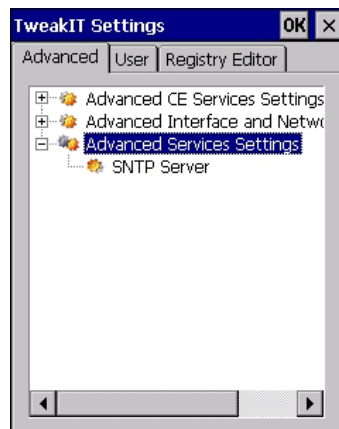 TweakIT Settings OK ×
Advanced User Registry Editor
Advanced CE Services Settings
Advanced Interface and Netwo
Advanced Services Settings
SNTP Server